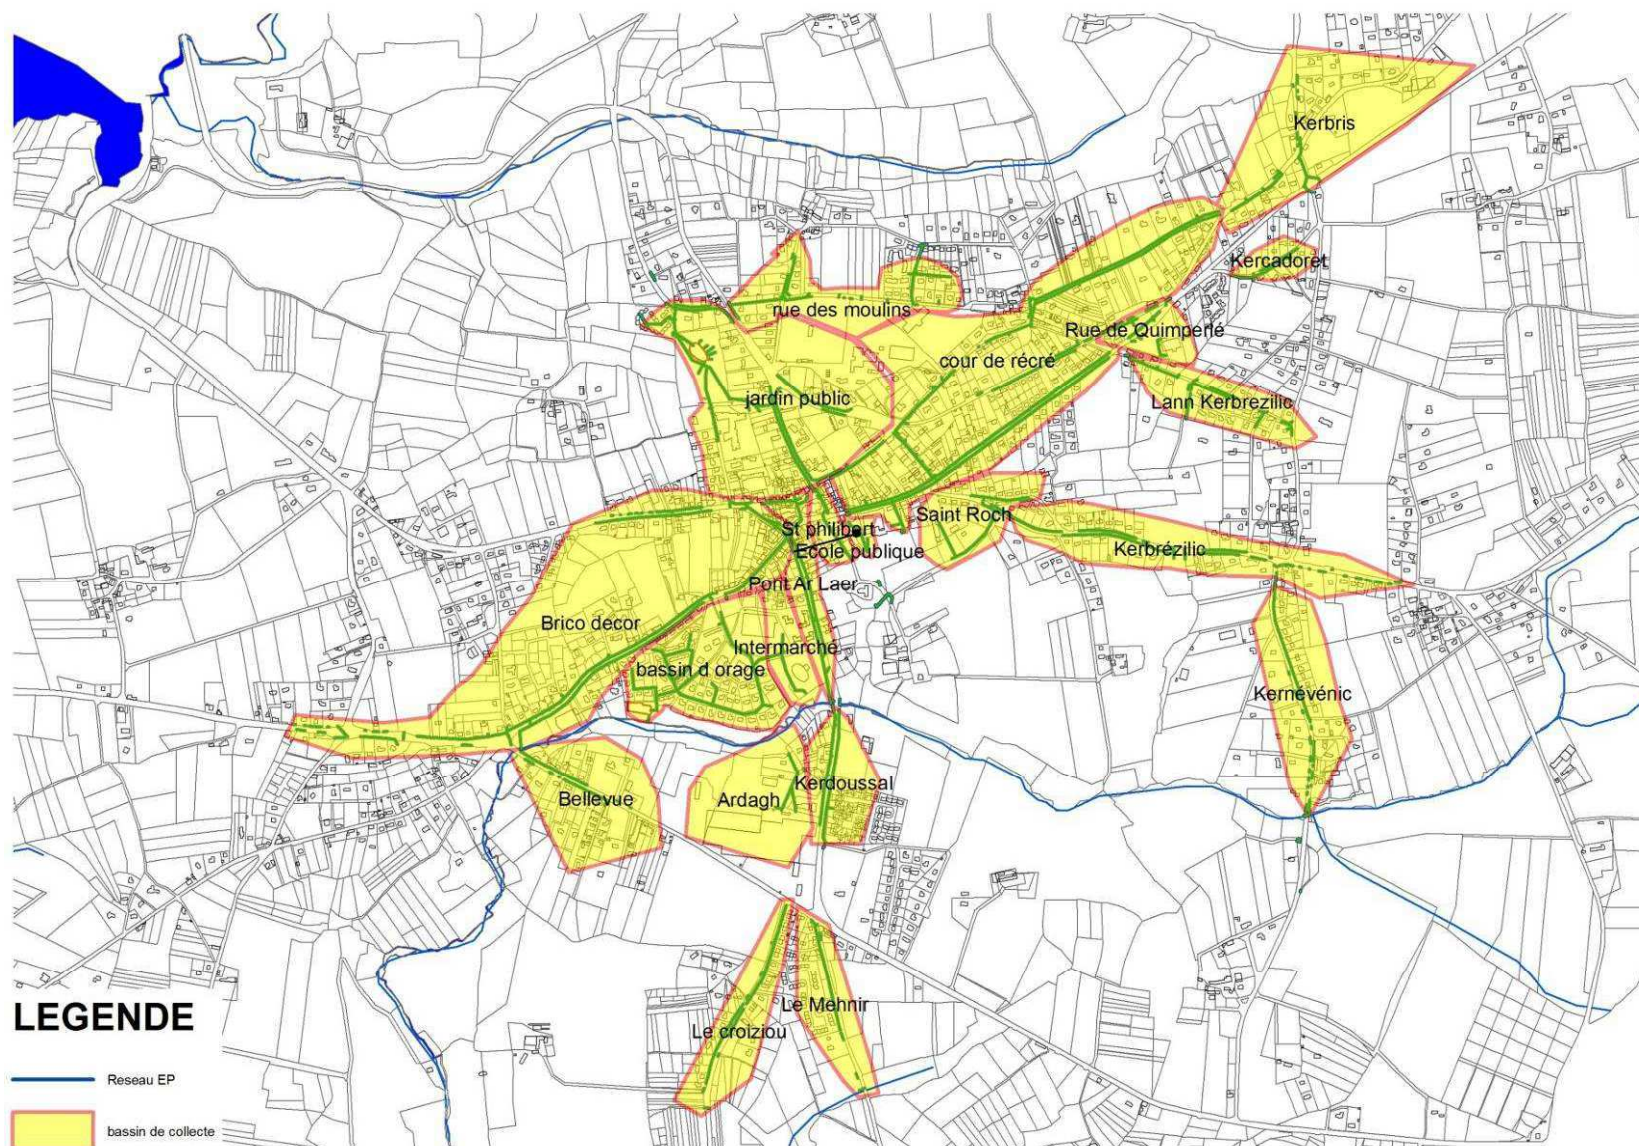 Kerbris
Kercadoret
rue des moulins
Rue de Quimperlé
cour de récré
jardin public
Lann Kerbrezilic
Saint Roch
St philibert
Ecole publique
Kerbrézilic
Pont Ar Laer
Brico decor
Intermarché
bassin d orage
Kernévénic
Kerdoussal
Bellevue
Ardagh
Le Mehnir
Le croiziou
LEGENDE
Reseau EP
bassin de collecte